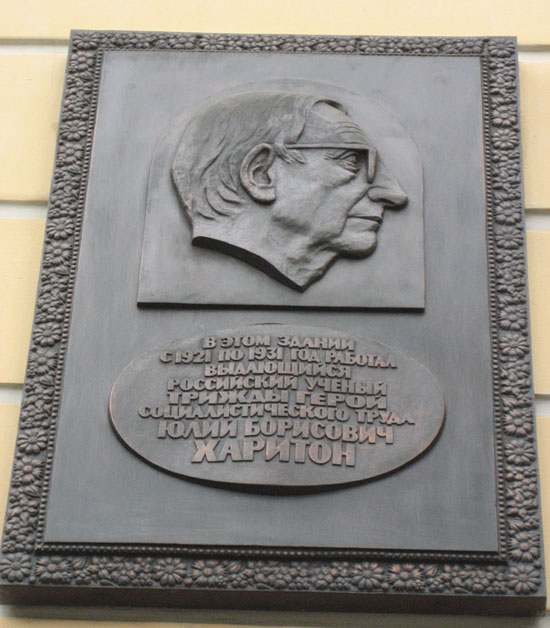 В ЭТОМ ЗДАНИИ
С 1921 ПО 1931 ГОД РАБОТАЛ
ВЫДАЮЩИЙСЯ
РОССИЙСКИЙ УЧЕНЫЙ
ТРИЖДЫ ГЕРОЙ
СОЦИАЛИСТИЧЕСКОГО ТРУДА
ЮЛИЙ БОРИСОВИЧ
ХАРИТОН